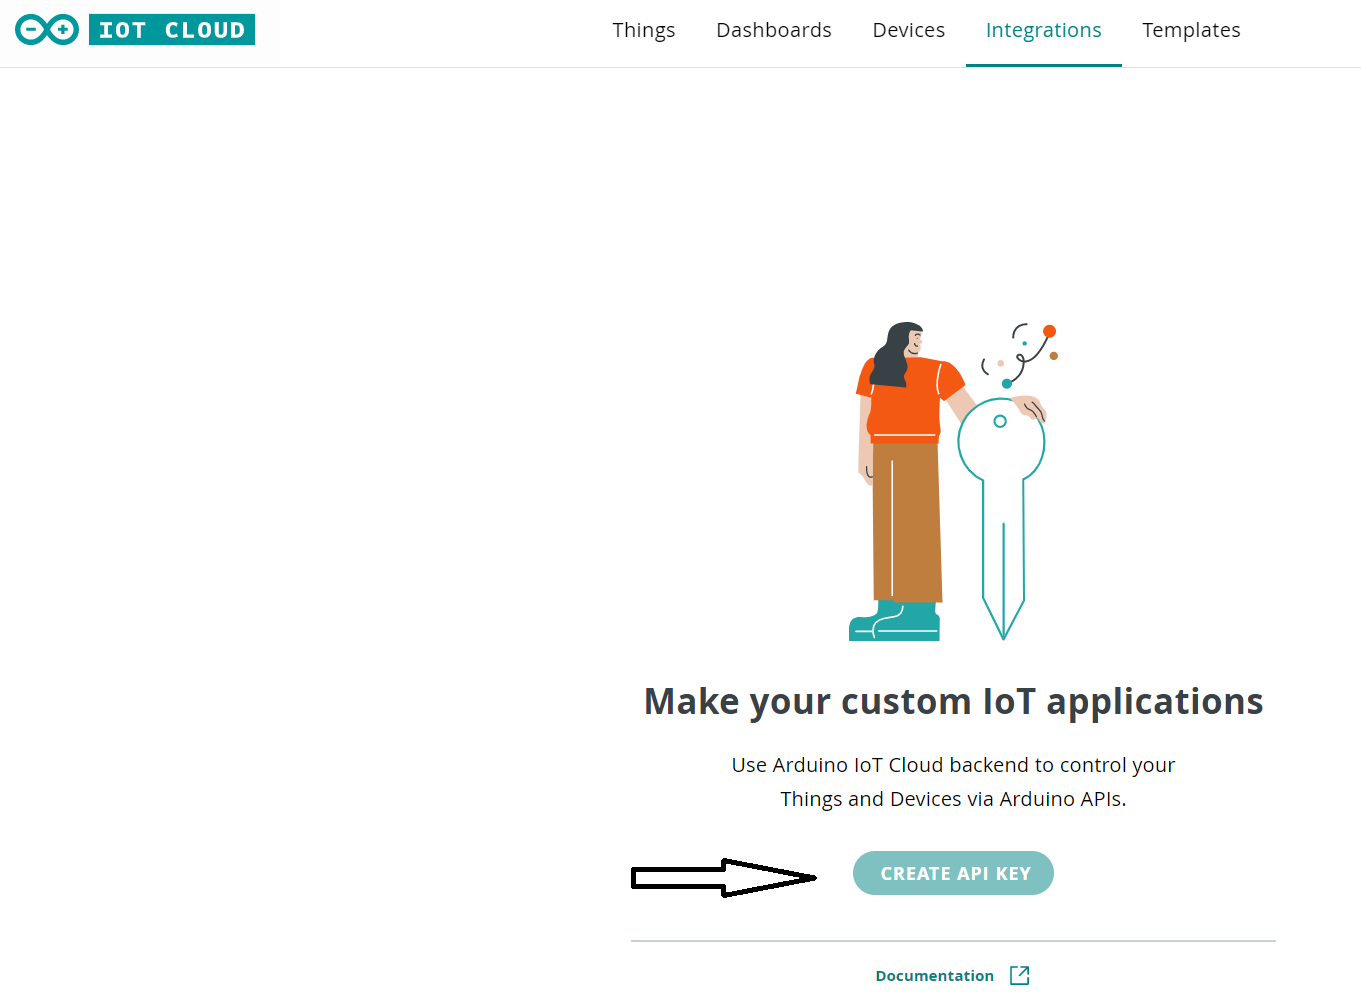 IOT CLOUD
Things Dashboards Devices Integrations Templates
Make your custom IoT applications
Use Arduino IoT Cloud backend to control your
Things and Devices via Arduino APIs.
CREATE API KEY
Documentation